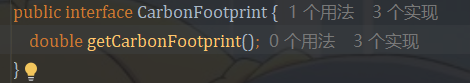 public interface CarbonFootprint { 1 个用法 3 个实现
double getCarbonFootprint(); 0 个用法 3 个实现
}